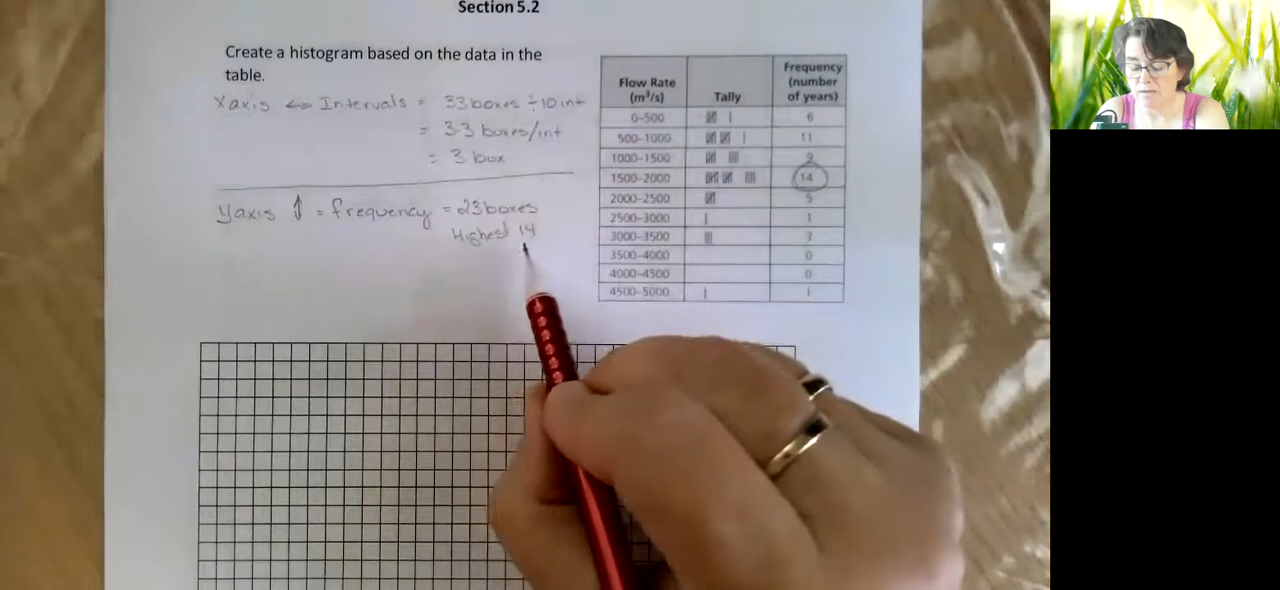 Section 5.2
Create a histogram based on the data in the
table.
x axis ↔ Intervals = 33 boxes ÷ 10 int
= 3.3 boxes/int
= 3 box
y axis ↕ = frequency = 23 boxes
Highest 14
Flow Rate (m³/s) Tally Frequency (number of years)
0–500 6
500–1000 11
1000–1500 9
1500–2000 14
2000–2500 5
2500–3000 1
3000–3500 3
3500–4000 0
4000–4500 0
4500–5000 1